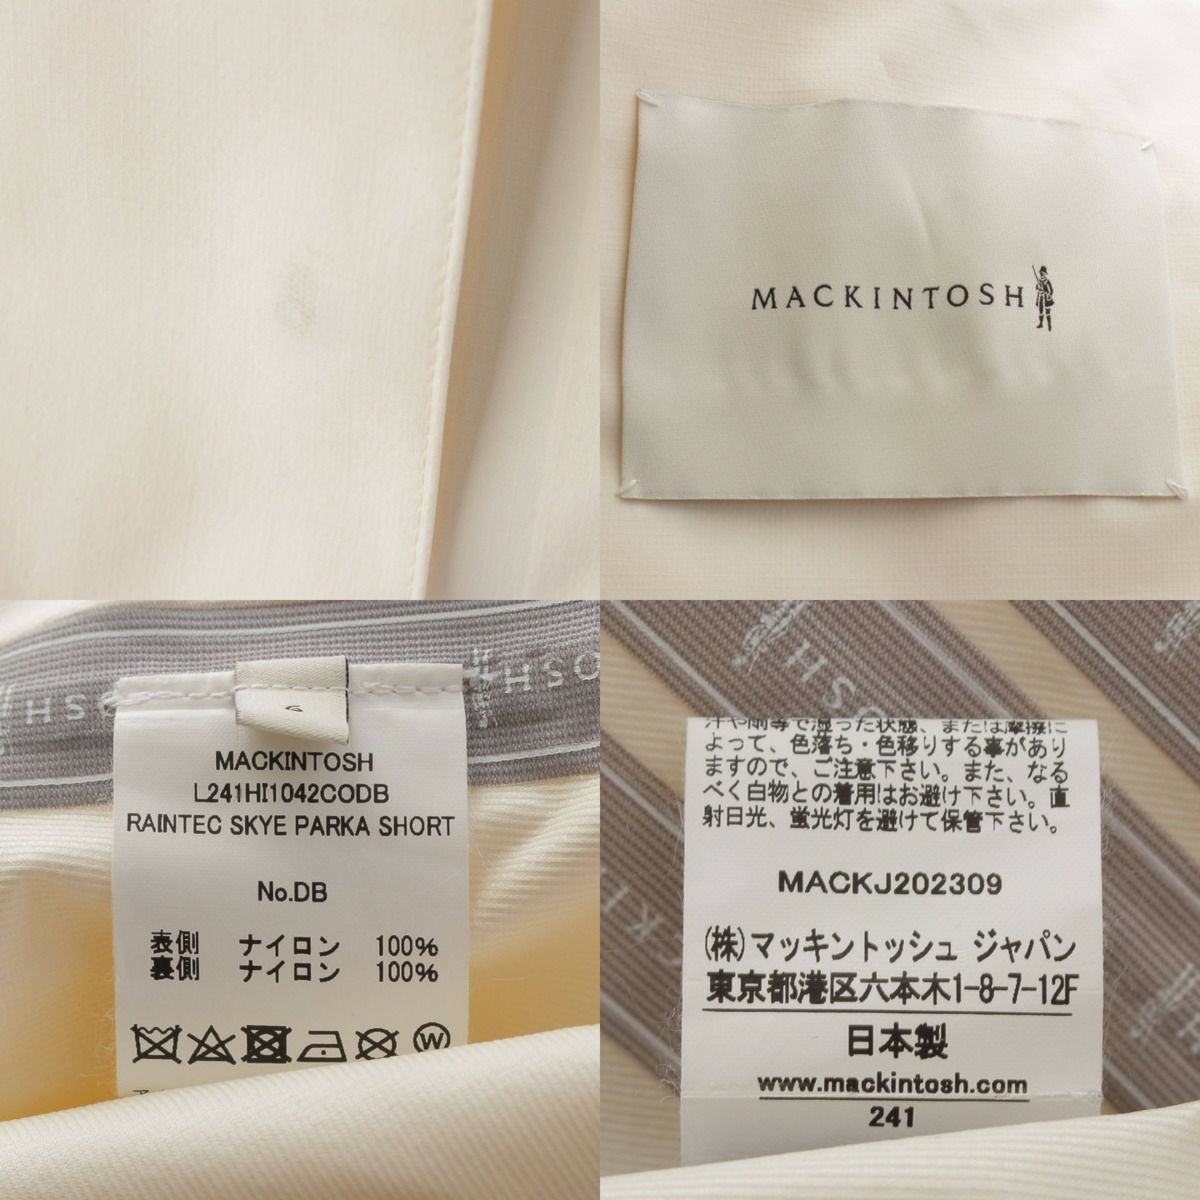 MACKINTOSH
6
MACKINTOSH
L241HI1042CODB
RAINTEC SKYE PARKA SHORT
No.DB
表側 ナイロン 100%
裏側 ナイロン 100%
W
汗や雨等で湿った状態、または摩擦に
よって、色落ち・色移りする事があり
ますので、ご注意下さい。また、なる
べく白物との着用はお避け下さい。直
射日光、蛍光灯を避けて保管下さい。
MACKJ202309
(株)マッキントッシュ ジャパン
東京都港区六本木1-8-7-12F
日本製
www.mackintosh.com
241